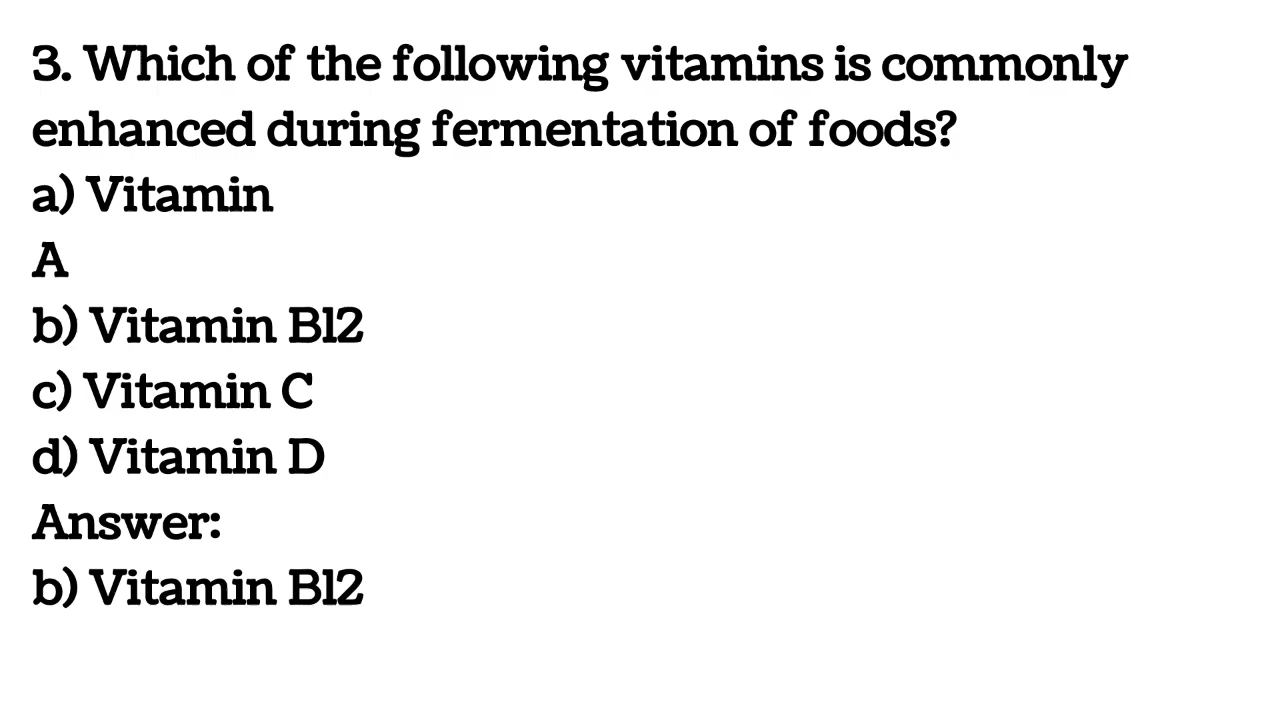 3. Which of the following vitamins is commonly
enhanced during fermentation of foods?
a) Vitamin
A
b) Vitamin B12
c) Vitamin C
d) Vitamin D
Answer:
b) Vitamin B12